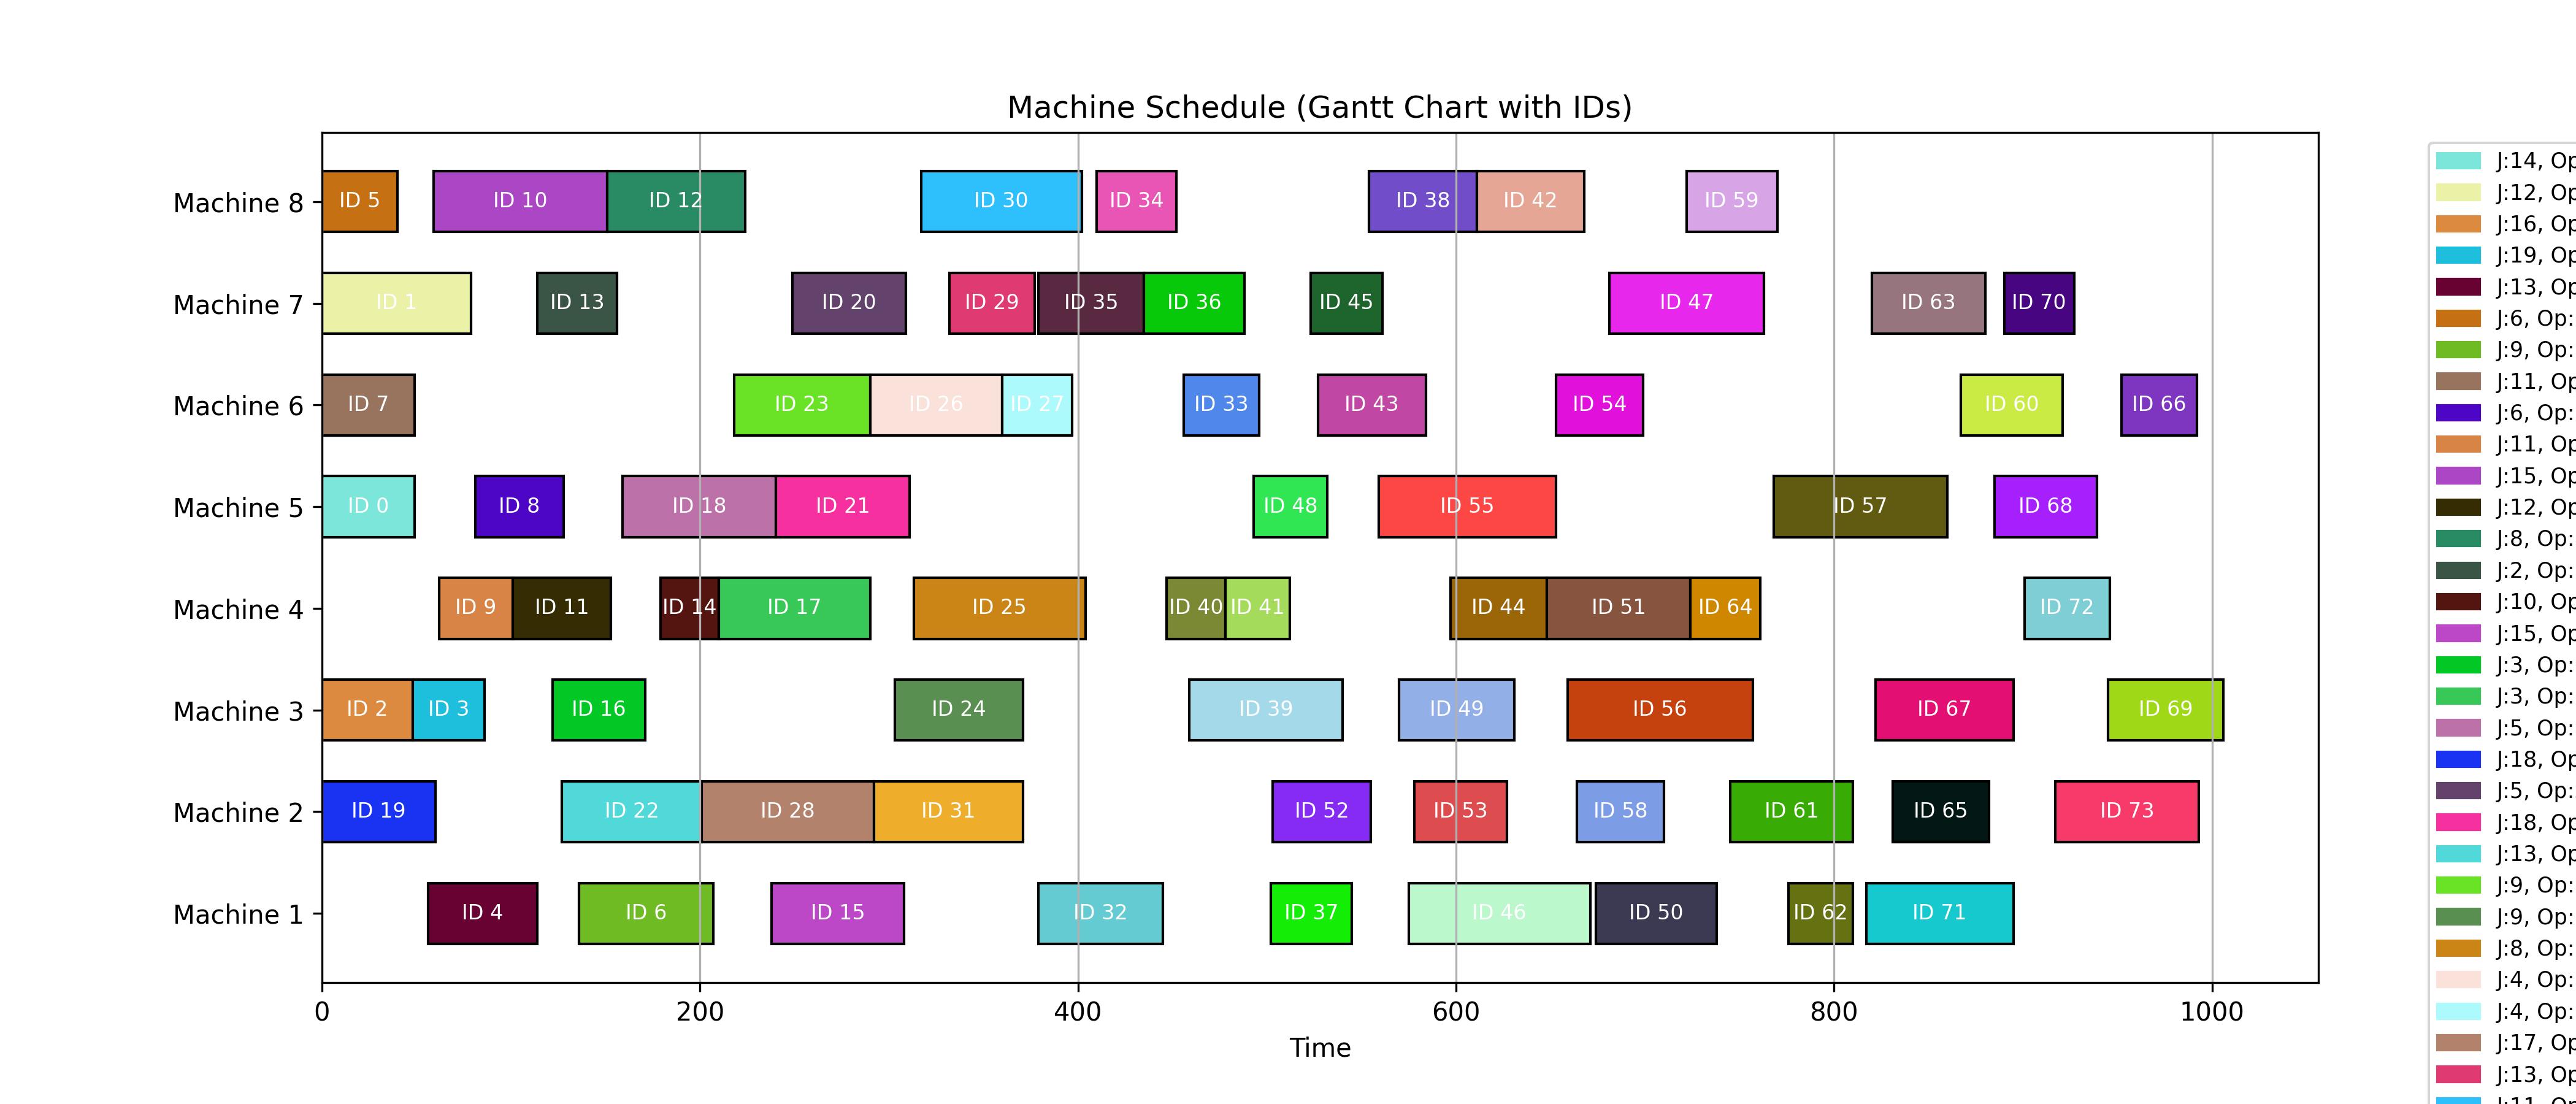 Machine Schedule (Gantt Chart with IDs)
Machine 8
ID 5
ID 10
ID 12
ID 30
ID 34
ID 38
ID 42
ID 59
Machine 7
ID 1
ID 13
ID 20
ID 29
ID 35
ID 36
ID 45
ID 47
ID 63
ID 70
Machine 6
ID 7
ID 23
ID 26
ID 27
ID 33
ID 43
ID 54
ID 60
ID 66
Machine 5
ID 0
ID 8
ID 18
ID 21
ID 48
ID 55
ID 57
ID 68
Machine 4
ID 9
ID 11
ID 14
ID 17
ID 25
ID 40
ID 41
ID 44
ID 51
ID 64
ID 72
Machine 3
ID 2
ID 3
ID 16
ID 24
ID 39
ID 49
ID 56
ID 67
ID 69
Machine 2
ID 19
ID 22
ID 28
ID 31
ID 52
ID 53
ID 58
ID 61
ID 65
ID 73
Machine 1
ID 4
ID 6
ID 15
ID 32
ID 37
ID 46
ID 50
ID 62
ID 71
0 200 400 600 800 1000
Time
J:14, Op
J:12, Op
J:16, Op
J:19, Op
J:13, Op
J:6, Op:
J:9, Op:
J:11, Op
J:6, Op:
J:11, Op
J:15, Op
J:12, Op
J:8, Op:
J:2, Op:
J:10, Op
J:15, Op
J:3, Op:
J:3, Op:
J:5, Op:
J:18, Op
J:5, Op:
J:18, Op
J:13, Op
J:9, Op:
J:9, Op:
J:8, Op:
J:4, Op:
J:4, Op:
J:17, Op
J:13, Op
J:11, Op